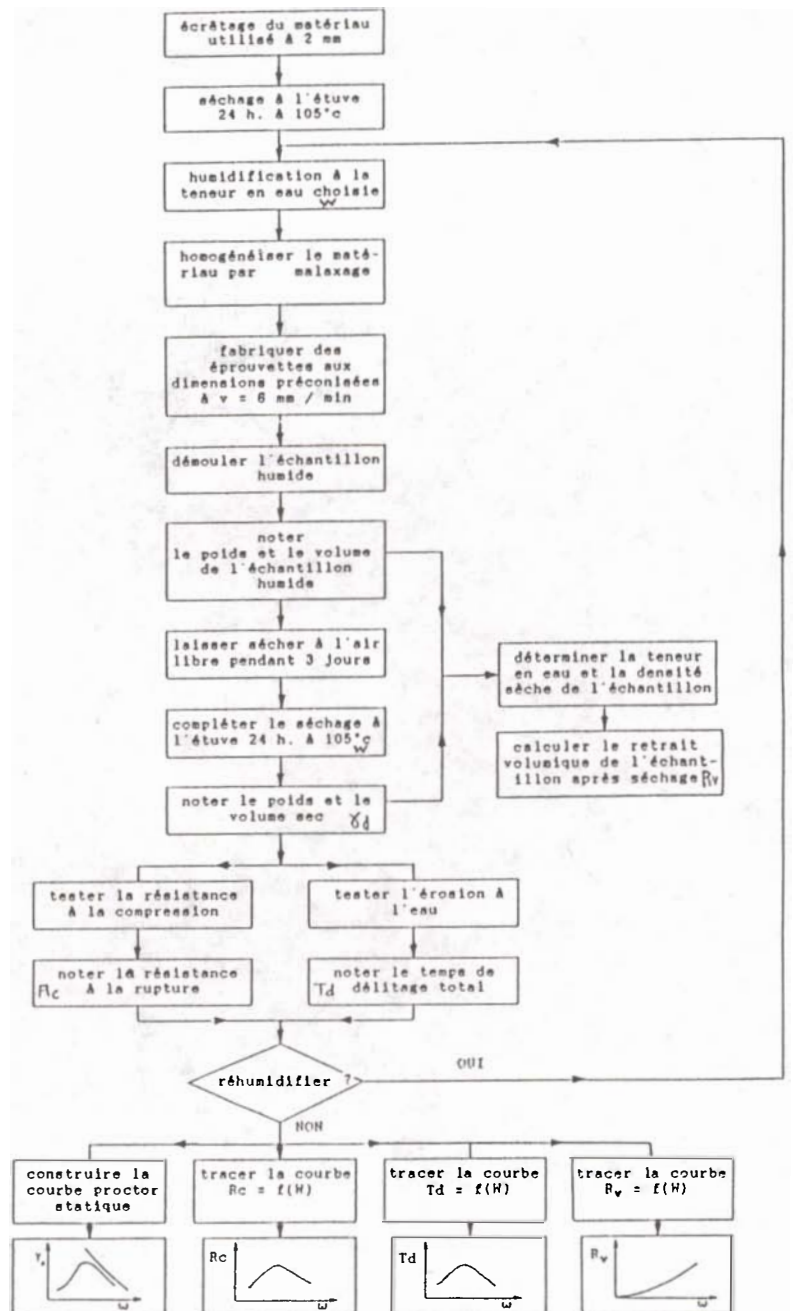 écrêtage du matériau
utilisé à 2 mm
séchage à l'étuve
24 h. à 105°c
humidification à la
teneur en eau choisie
W
homogénéiser le maté-
riau par malaxage
fabriquer des
éprouvettes aux
dimensions préconisées
à v = 6 mm / min
démouler l'échantillon
humide
noter
le poids et le volume
de l'échantillon
humide
laisser sécher à l'air
libre pendant 3 jours
déterminer la teneur
en eau et la densité
sèche de l'échantillon
compléter le séchage à
l'étuve 24 h. à 105°c
W
calculer le retrait
volumique de l'échant-
illon après séchage Rv
noter le poids et le
volume sec γd
tester la résistance
à la compression
tester l'érosion à
l'eau
noter la résistance
à la rupture
Rc
noter le temps de
délitage total
Td
réhumidifier ?
OUI
NON
construire la
courbe proctor
statique
tracer la courbe
Rc = f(W)
tracer la courbe
Td = f(W)
tracer la courbe
Rv = f(W)
ω
Rc
ω
Td
ω
Rv
ω